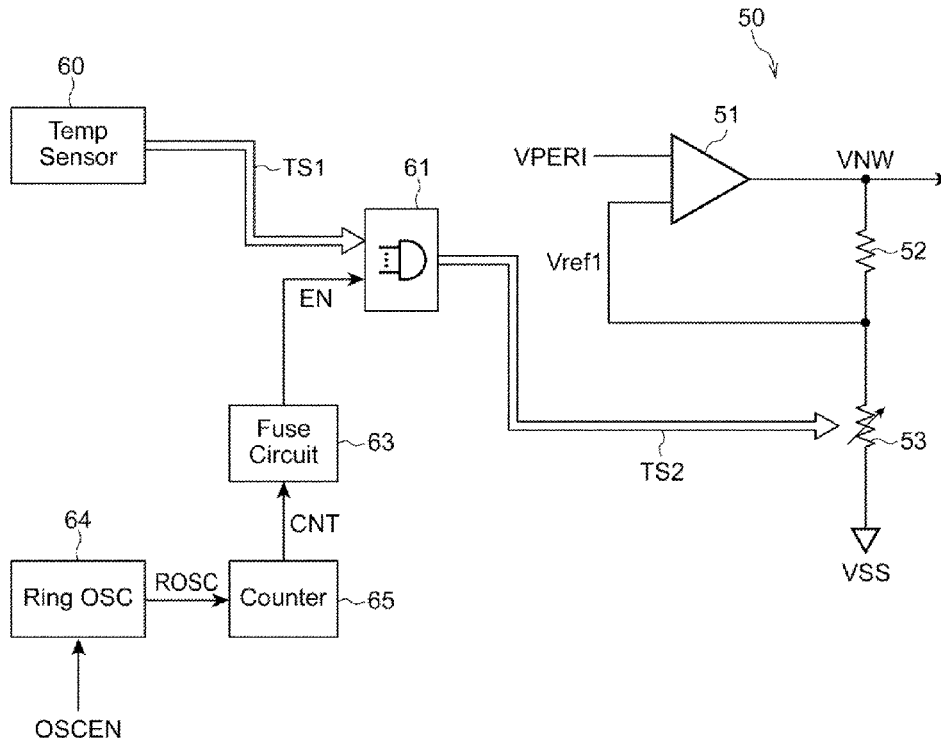 50
60
Temp
Sensor
TS1
61
EN
51
VPERI
VNW
Vref1
52
53
TS2
VSS
Fuse
Circuit
63
CNT
64
Ring OSC
ROSC
Counter
65
OSCEN